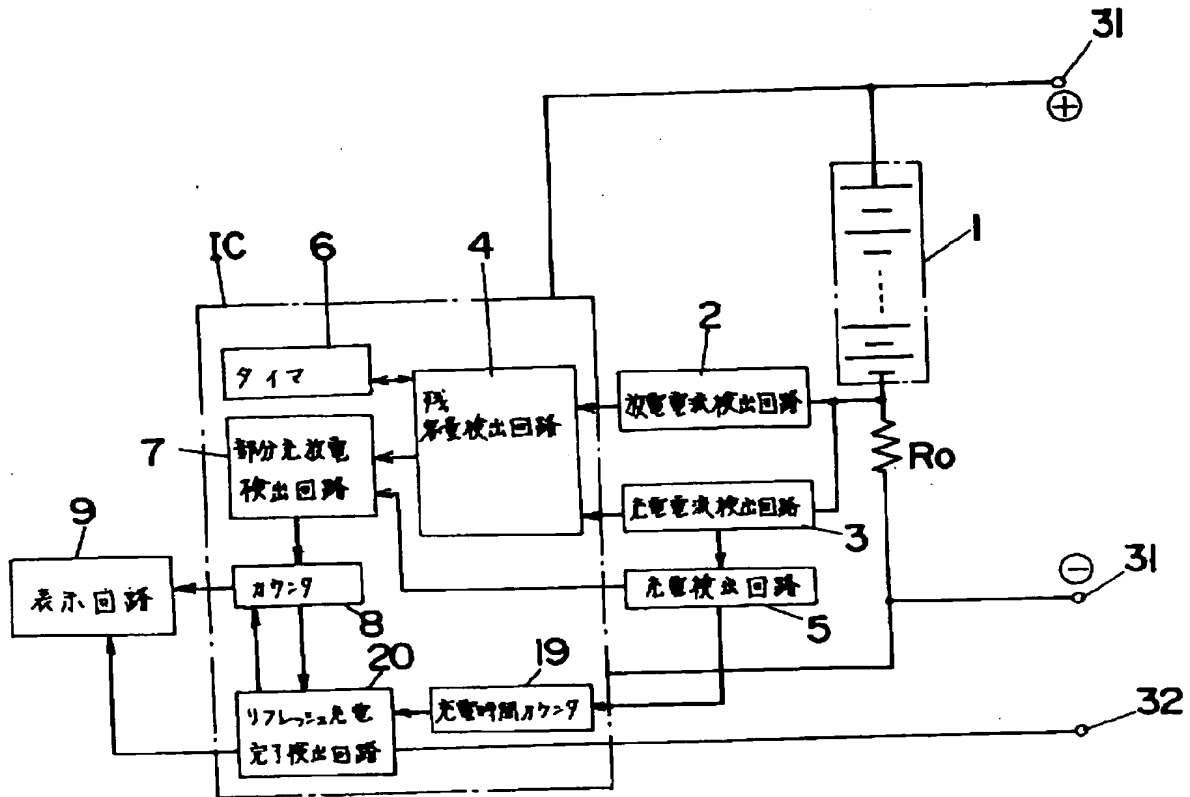 31
⊕
1
IC
6
4
2
タイマ
残
容量検出回路
放電電流検出回路
7
部分充放電
検出回路
Ro
9
充電電流検出回路
3
⊖
31
表示回路
カウンタ
8
充電検出回路
5
20
19
リフレッシュ充電
完了検出回路
充電時間カウンタ
32